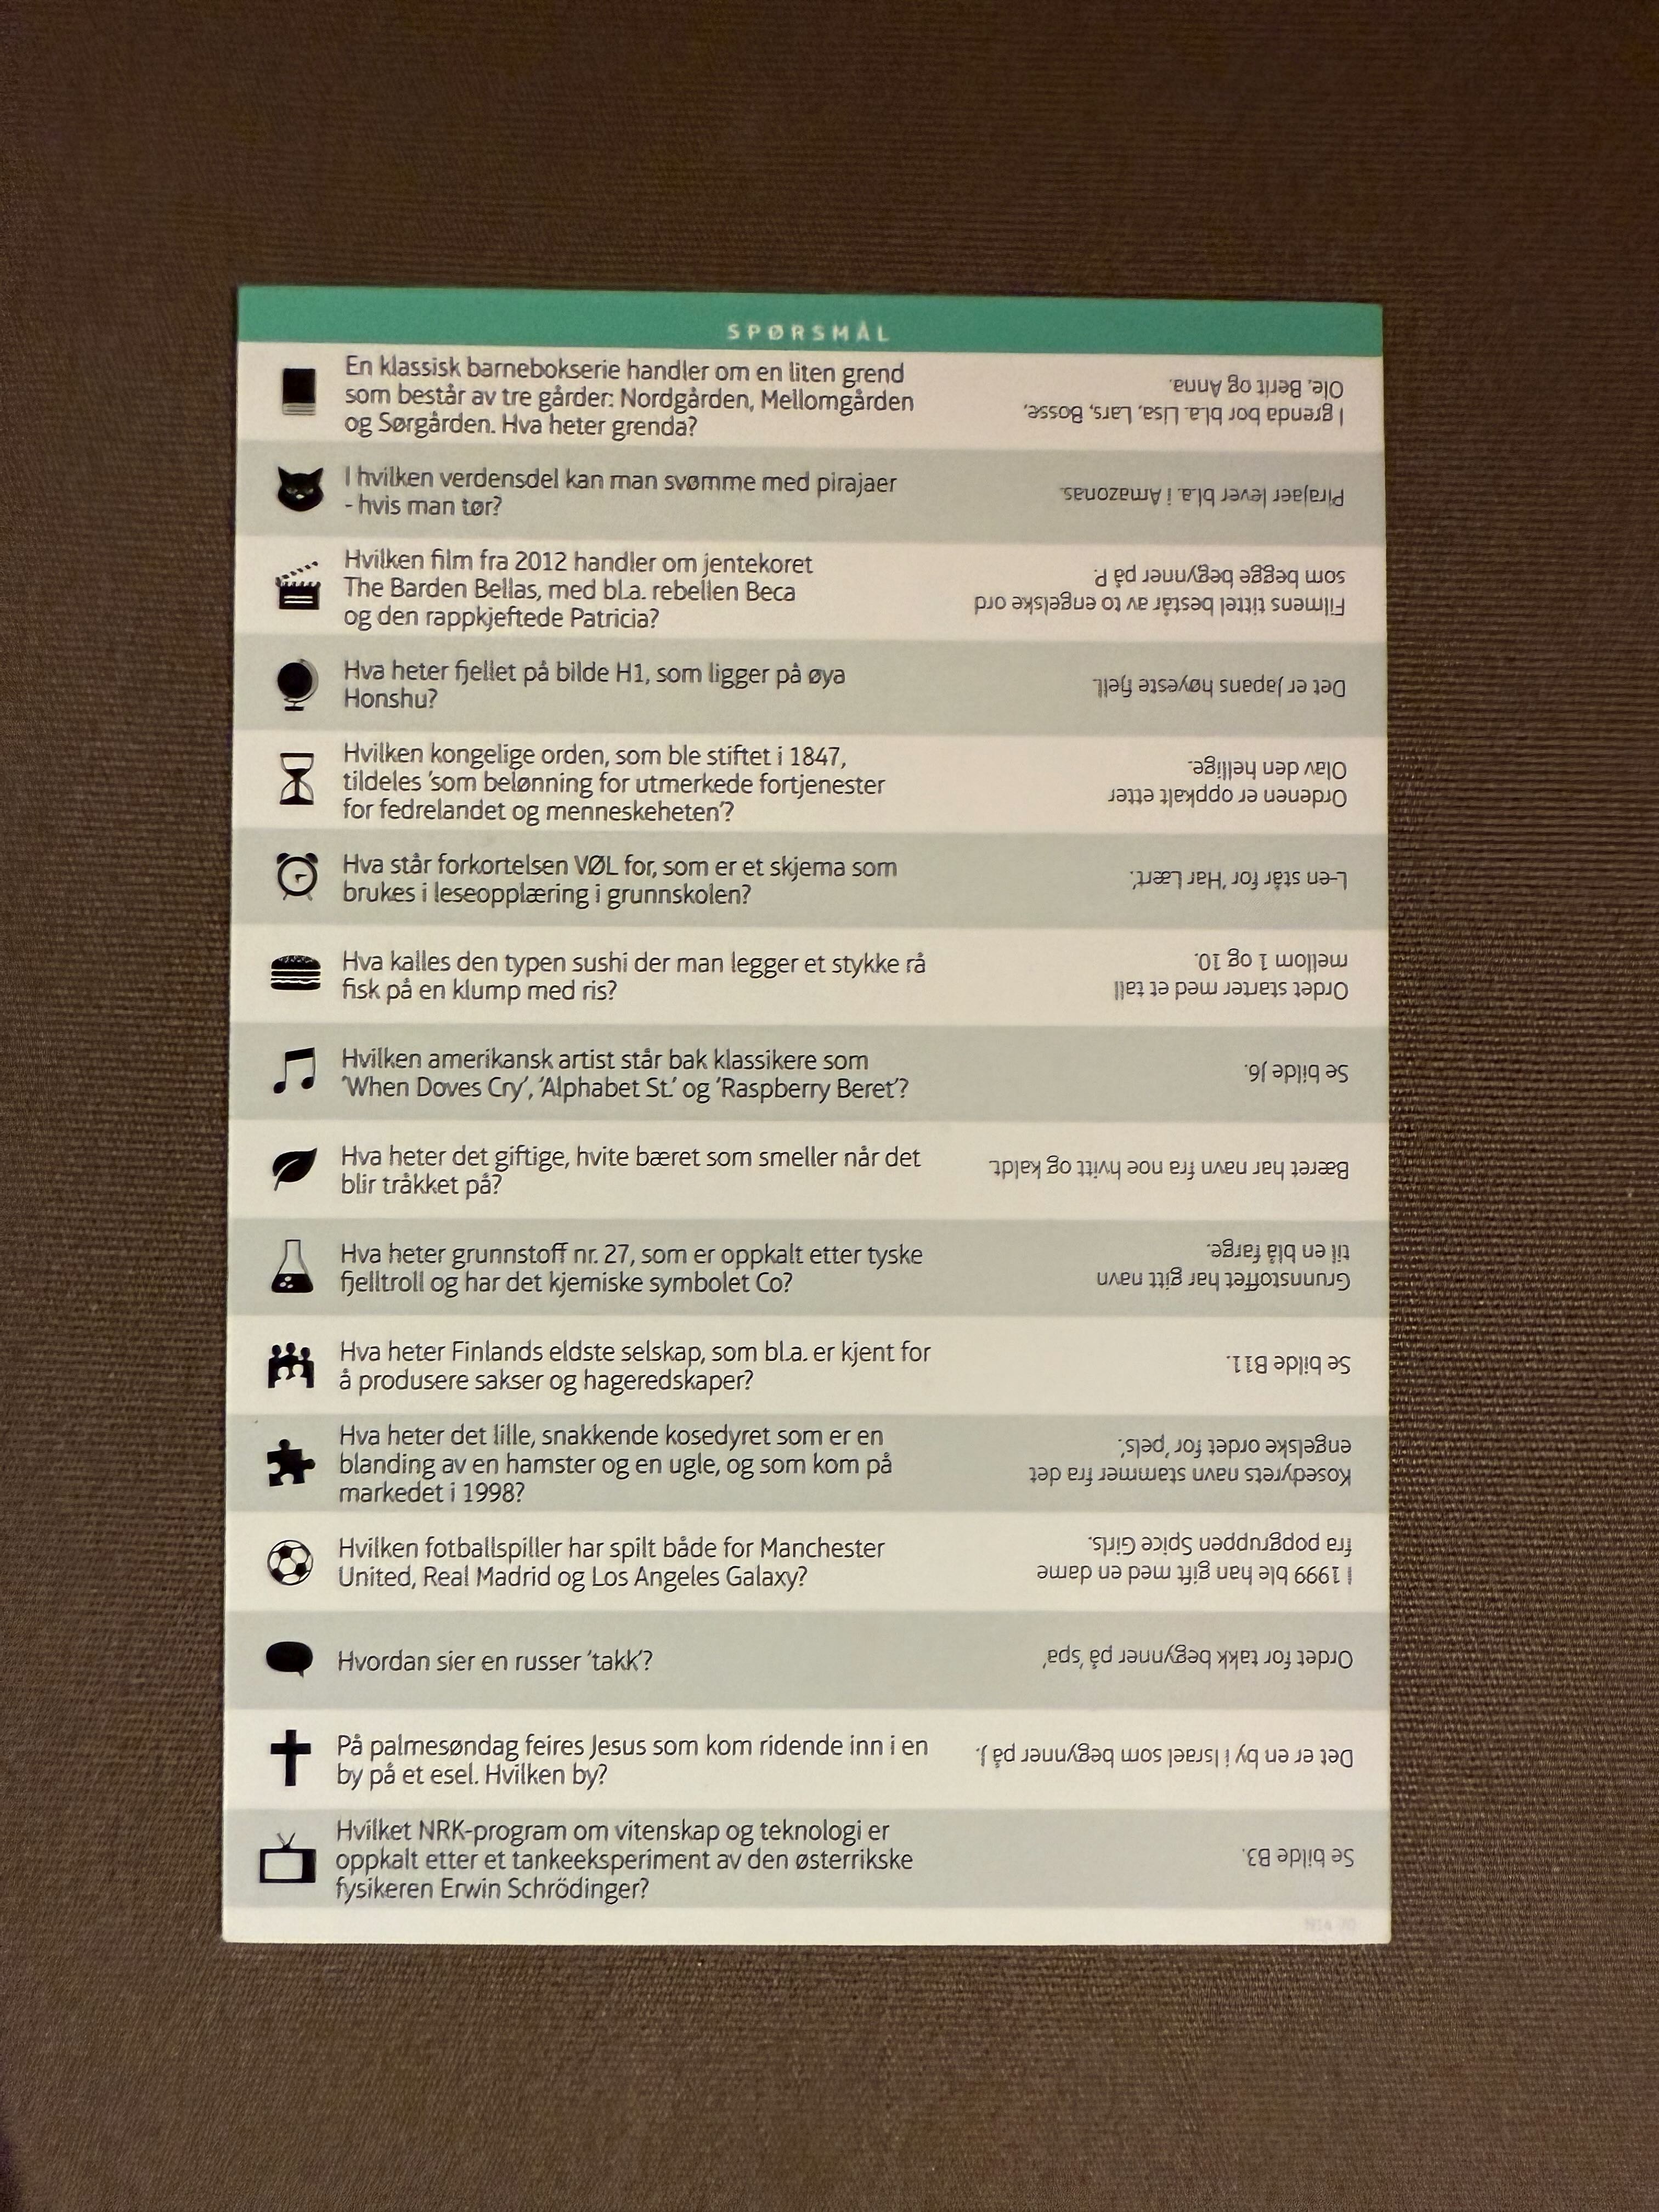 SPØRSMÅL
En klassisk barnebokserie handler om en liten grend
som består av tre gårder: Nordgården, Mellomgården
og Sørgården. Hva heter grenda?
I grenda bor bl.a. Lisa, Lars, Bosse,
Ole, Berit og Anna.
I hvilken verdensdel kan man svømme med pirajaer
- hvis man tør?
Pirajaer lever bl.a. i Amazonas.
Hvilken film fra 2012 handler om jentekoret
The Barden Bellas, med bl.a. rebellen Beca
og den rappkjeftede Patricia?
Filmens tittel består av to engelske ord
som begge begynner på P.
Hva heter fjellet på bilde H1, som ligger på øya
Honshu?
Det er Japans høyeste fjell.
Hvilken kongelige orden, som ble stiftet i 1847,
tildeles 'som belønning for utmerkede fortjenester
for fedrelandet og menneskeheten'?
Ordenen er oppkalt etter
Olav den hellige.
Hva står forkortelsen VØL for, som er et skjema som
brukes i leseopplæring i grunnskolen?
L-en står for 'Har Lært'.
Hva kalles den typen sushi der man legger et stykke rå
fisk på en klump med ris?
Ordet starter med et tall
mellom 1 og 10.
Hvilken amerikansk artist står bak klassikere som
'When Doves Cry', 'Alphabet St.' og 'Raspberry Beret'?
Se bilde J6.
Hva heter det giftige, hvite bæret som smeller når det
blir tråkket på?
Bæret har navn fra noe hvitt og kaldt.
Hva heter grunnstoff nr. 27, som er oppkalt etter tyske
fjelltroll og har det kjemiske symbolet Co?
Grunnstoffet har gitt navn
til en blå farge.
Hva heter Finlands eldste selskap, som bl.a. er kjent for
å produsere sakser og hageredskaper?
Se bilde B11.
Hva heter det lille, snakkende kosedyret som er en
blanding av en hamster og en ugle, og som kom på
markedet i 1998?
Kosedyrets navn stammer fra det
engelske ordet for 'pels'.
Hvilken fotballspiller har spilt både for Manchester
United, Real Madrid og Los Angeles Galaxy?
I 1999 ble han gift med en dame
fra popgruppen Spice Girls.
Hvordan sier en russer 'takk'?
Ordet for takk begynner på 'spa'
På palmesøndag feires Jesus som kom ridende inn i en
by på et esel. Hvilken by?
Det er en by i Israel som begynner på J.
Hvilket NRK-program om vitenskap og teknologi er
oppkalt etter et tankeeksperiment av den østerrikske
fysikeren Erwin Schrödinger?
Se bilde B3.